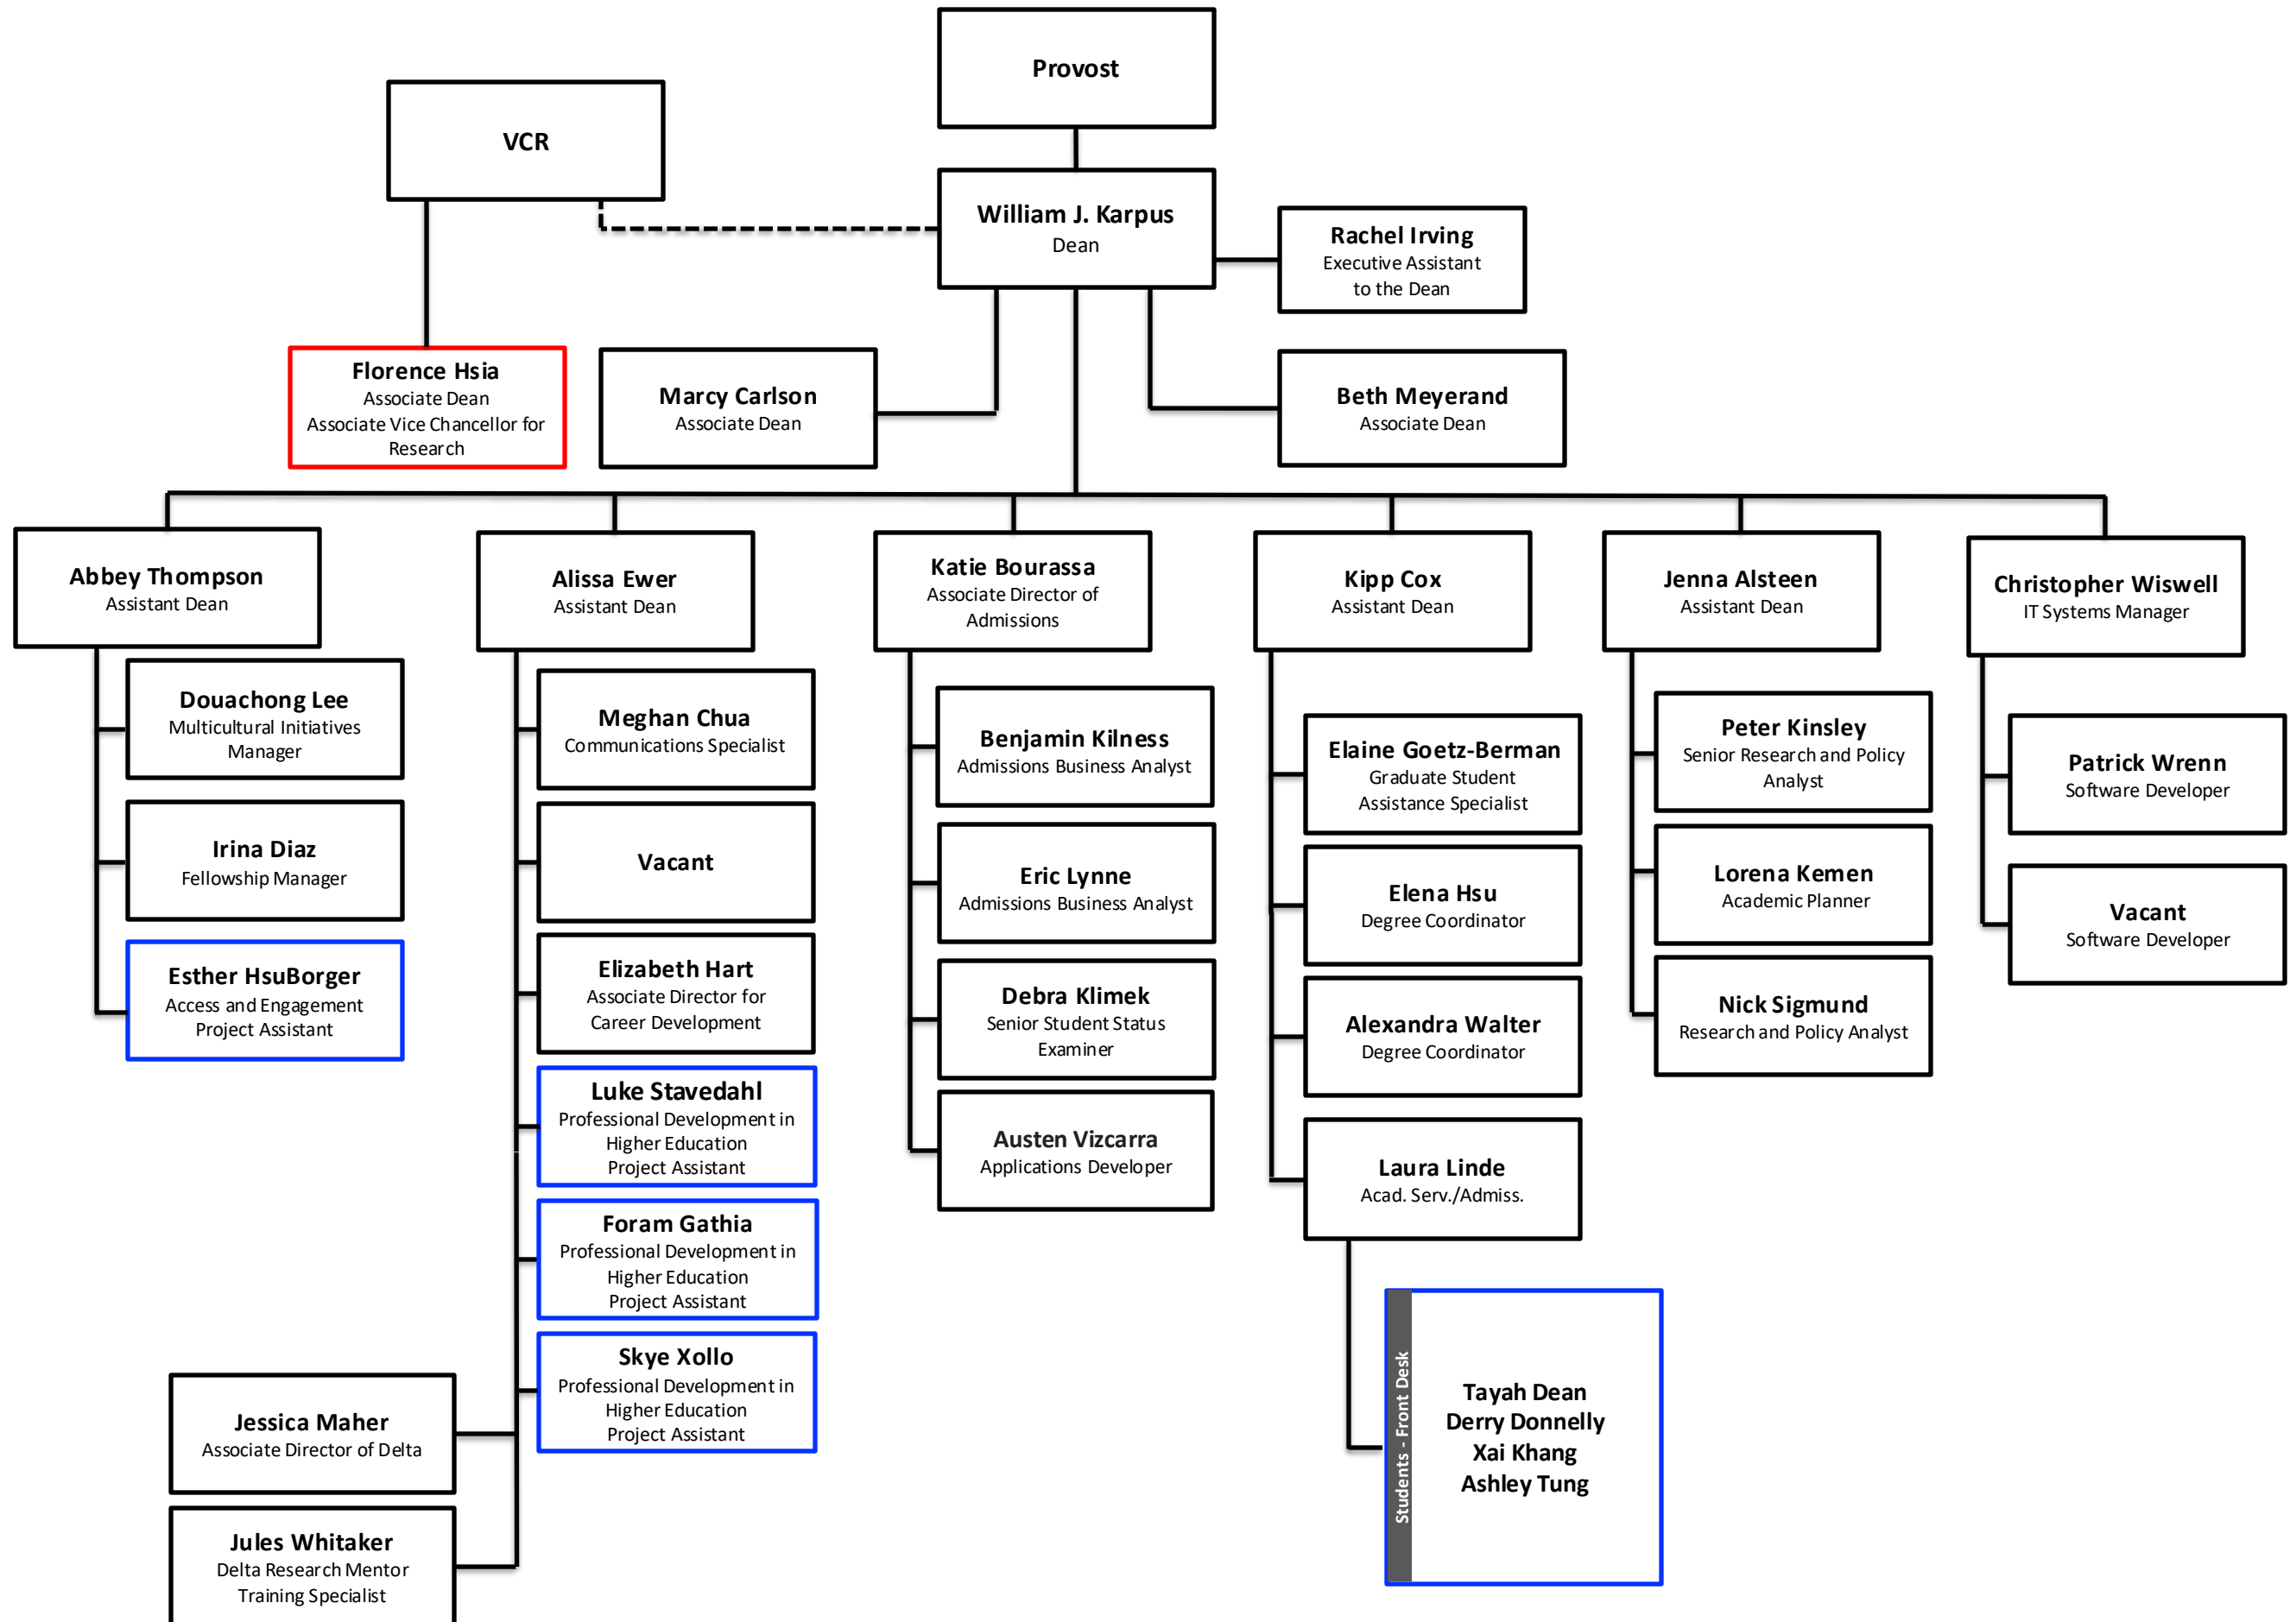 Provost
VCR
William J. Karpus
Dean
Rachel Irving
Executive Assistant
to the Dean
Florence Hsia
Associate Dean
Associate Vice Chancellor for
Research
Marcy Carlson
Associate Dean
Beth Meyerand
Associate Dean
Abbey Thompson
Assistant Dean
Alissa Ewer
Assistant Dean
Katie Bourassa
Associate Director of
Admissions
Kipp Cox
Assistant Dean
Jenna Alsteen
Assistant Dean
Christopher Wiswell
IT Systems Manager
Douachong Lee
Multicultural Initiatives
Manager
Irina Diaz
Fellowship Manager
Esther HsuBorger
Access and Engagement
Project Assistant
Meghan Chua
Communications Specialist
Vacant
Elizabeth Hart
Associate Director for
Career Development
Luke Stavedahl
Professional Development in
Higher Education
Project Assistant
Foram Gathia
Professional Development in
Higher Education
Project Assistant
Skye Xollo
Professional Development in
Higher Education
Project Assistant
Jessica Maher
Associate Director of Delta
Jules Whitaker
Delta Research Mentor
Training Specialist
Benjamin Kilness
Admissions Business Analyst
Eric Lynne
Admissions Business Analyst
Debra Klimek
Senior Student Status
Examiner
Austen Vizcarra
Applications Developer
Elaine Goetz-Berman
Graduate Student
Assistance Specialist
Elena Hsu
Degree Coordinator
Alexandra Walter
Degree Coordinator
Laura Linde
Acad. Serv./Admiss.
Students - Front Desk
Tayah Dean
Derry Donnelly
Xai Khang
Ashley Tung
Peter Kinsley
Senior Research and Policy
Analyst
Lorena Kemen
Academic Planner
Nick Sigmund
Research and Policy Analyst
Patrick Wrenn
Software Developer
Vacant
Software Developer